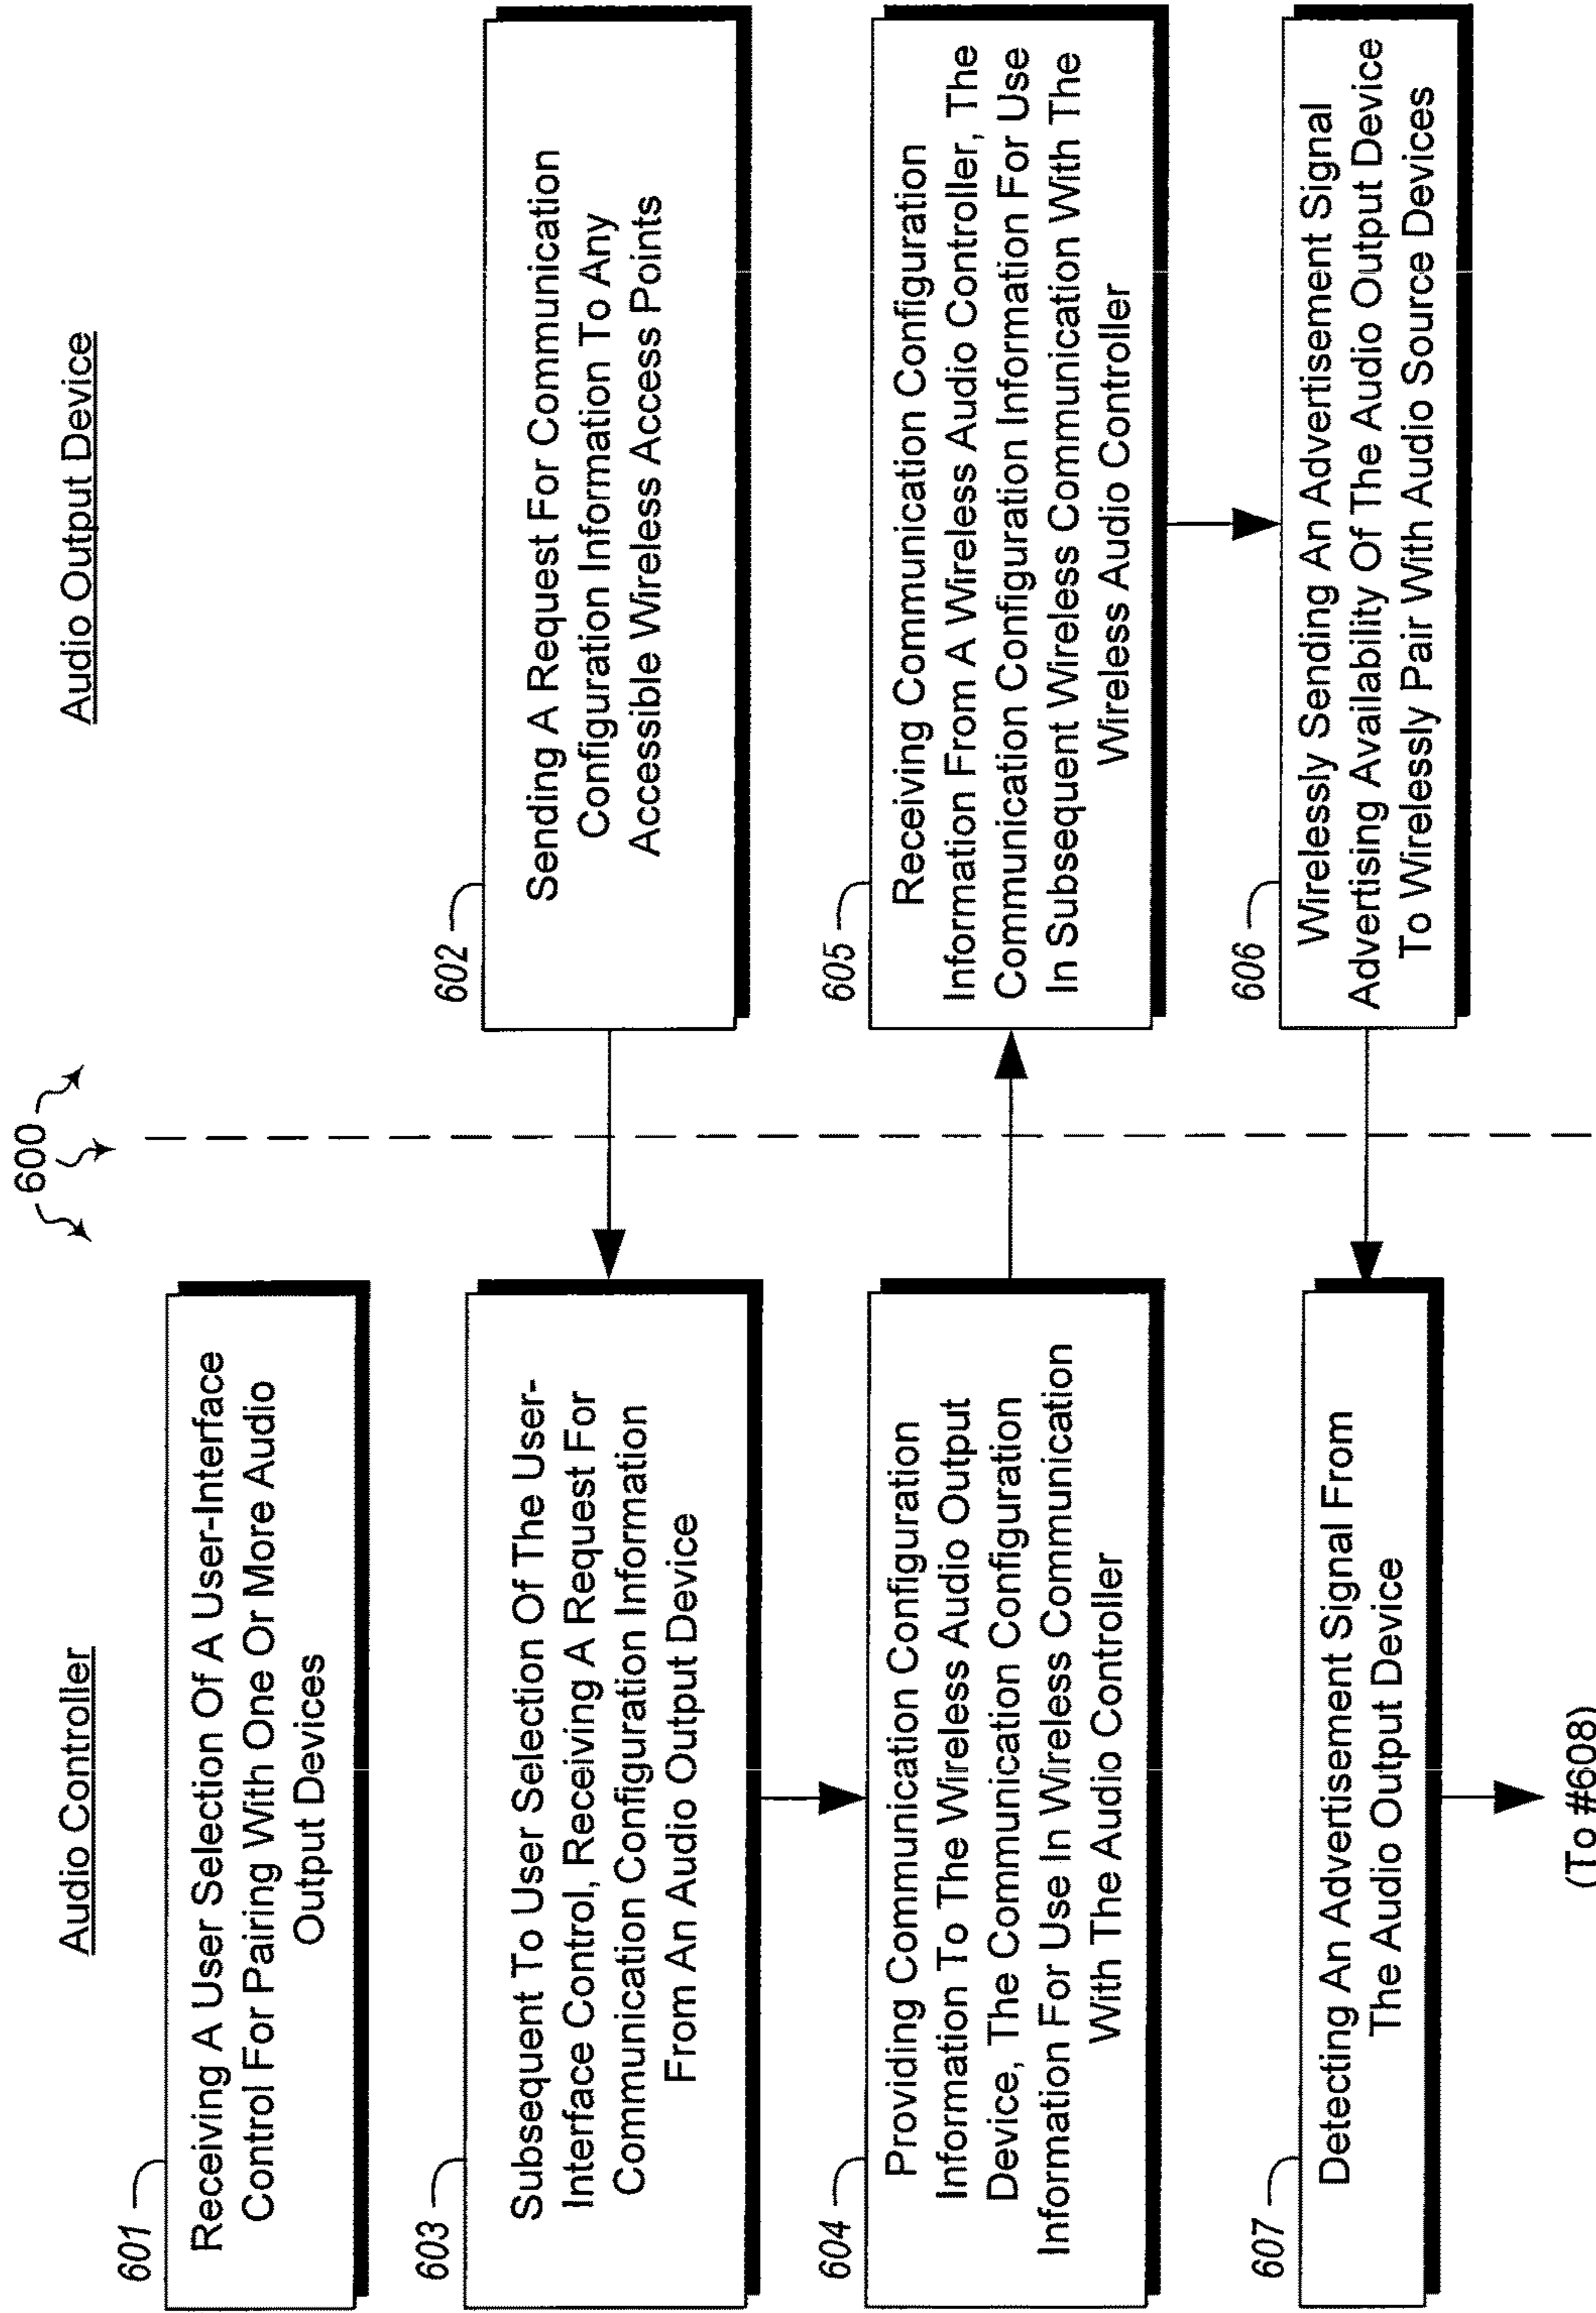 600
Audio Controller
Audio Output Device
601
Receiving A User Selection Of A User-Interface
Control For Pairing With One Or More Audio
Output Devices
602
Sending A Request For Communication
Configuration Information To Any
Accessible Wireless Access Points
603
Subsequent To User Selection Of The User-
Interface Control, Receiving A Request For
Communication Configuration Information
From An Audio Output Device
604
Providing Communication Configuration
Information To The Wireless Audio Output
Device, The Communication Configuration
Information For Use In Wireless Communication
With The Audio Controller
605
Receiving Communication Configuration
Information From A Wireless Audio Controller, The
Communication Configuration Information For Use
In Subsequent Wireless Communication With The
Wireless Audio Controller
606
Wirelessly Sending An Advertisement Signal
Advertising Availability Of The Audio Output Device
To Wirelessly Pair With Audio Source Devices
607
Detecting An Advertisement Signal From
The Audio Output Device
(To #608)